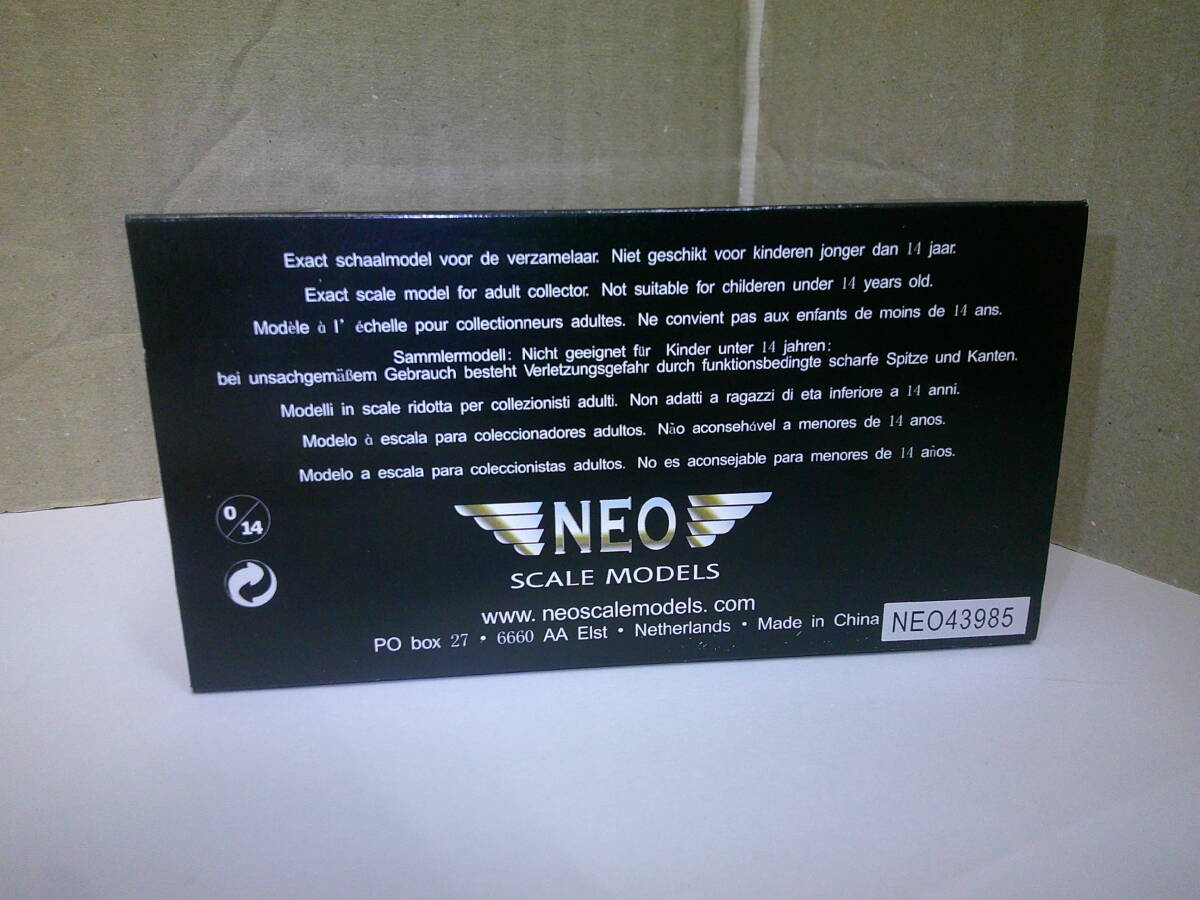 Exact schaalmodel voor de verzamelaar. Niet geschikt voor kinderen jonger dan 14 jaar.
Exact scale model for adult collector. Not suitable for childeren under 14 years old.
Modèle à l' échelle pour collectionneurs adultes. Ne convient pas aux enfants de moins de 14 ans.
Sammlermodell: Nicht geeignet für Kinder unter 14 jahren:
bei unsachgemäßem Gebrauch besteht Verletzungsgefahr durch funktionsbedingte scharfe Spitze und Kanten.
Modelli in scale ridotta per collezionisti adulti. Non adatti a ragazzi di eta inferiore a 14 anni.
Modelo à escala para coleccionadores adultos. Não aconsehável a menores de 14 anos.
Modelo a escala para coleccionistas adultos. No es aconsejable para menores de 14 años.
0/14
NEO
SCALE MODELS
www. neoscalemodels. com
PO box 27 • 6660 AA Elst • Netherlands • Made in China NEO43985